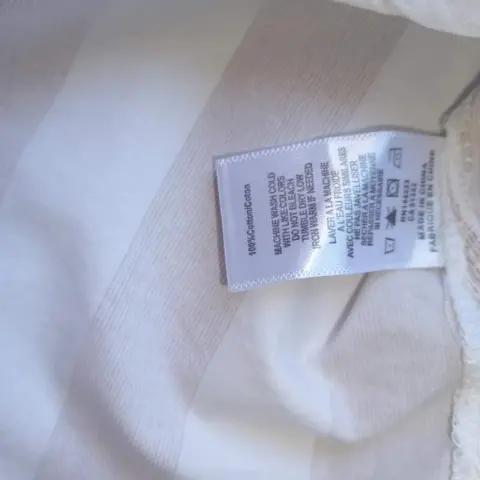 100%Cotton/Coton
MACHINE WASH COLD
WITH LIKE COLORS
DO NOT BLEACH
TUMBLE DRY LOW
IRON WARM IF NEEDED
LAVER A LA MACHINE
A L'EAU FROIDE
AVEC COULEURS SIMILAIRES
NE PAS JAVELLISER
MADE IN CHINA
FABRIQUE EN CHINE